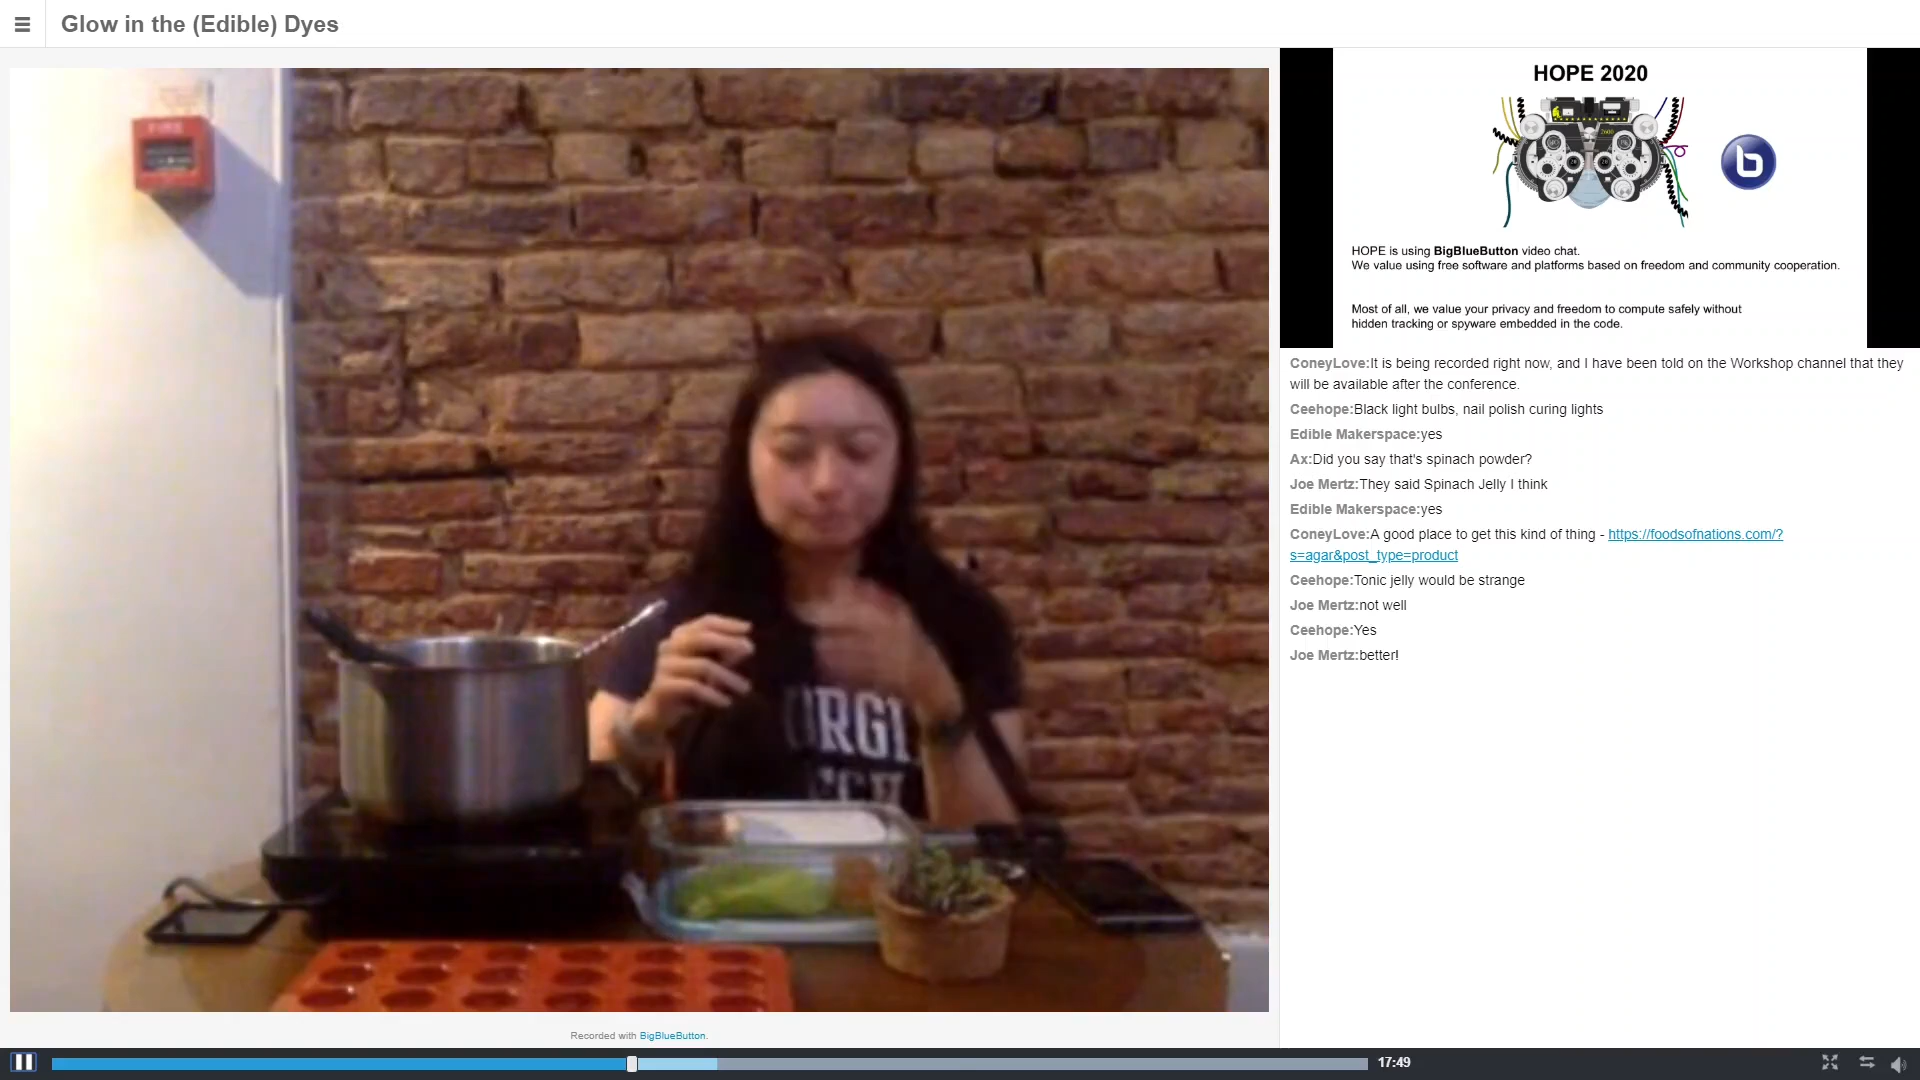 Glow in the (Edible) Dyes
HOPE 2020
HOPE is using BigBlueButton video chat.
We value using free software and platforms based on freedom and community cooperation.
Most of all, we value your privacy and freedom to compute safely without
hidden tracking or spyware embedded in the code.
ConeyLove:It is being recorded right now, and I have been told on the Workshop channel that they
will be available after the conference.
Ceehope:Black light bulbs, nail polish curing lights
Edible Makerspace:yes
Ax:Did you say that's spinach powder?
Joe Mertz:They said Spinach Jelly I think
Edible Makerspace:yes
ConeyLove:A good place to get this kind of thing - https://foodsofnations.com/?
s=agar&post_type=product
Ceehope:Tonic jelly would be strange
Joe Mertz:not well
Ceehope:Yes
Joe Mertz:better!
Recorded with BigBlueButton.
17:49